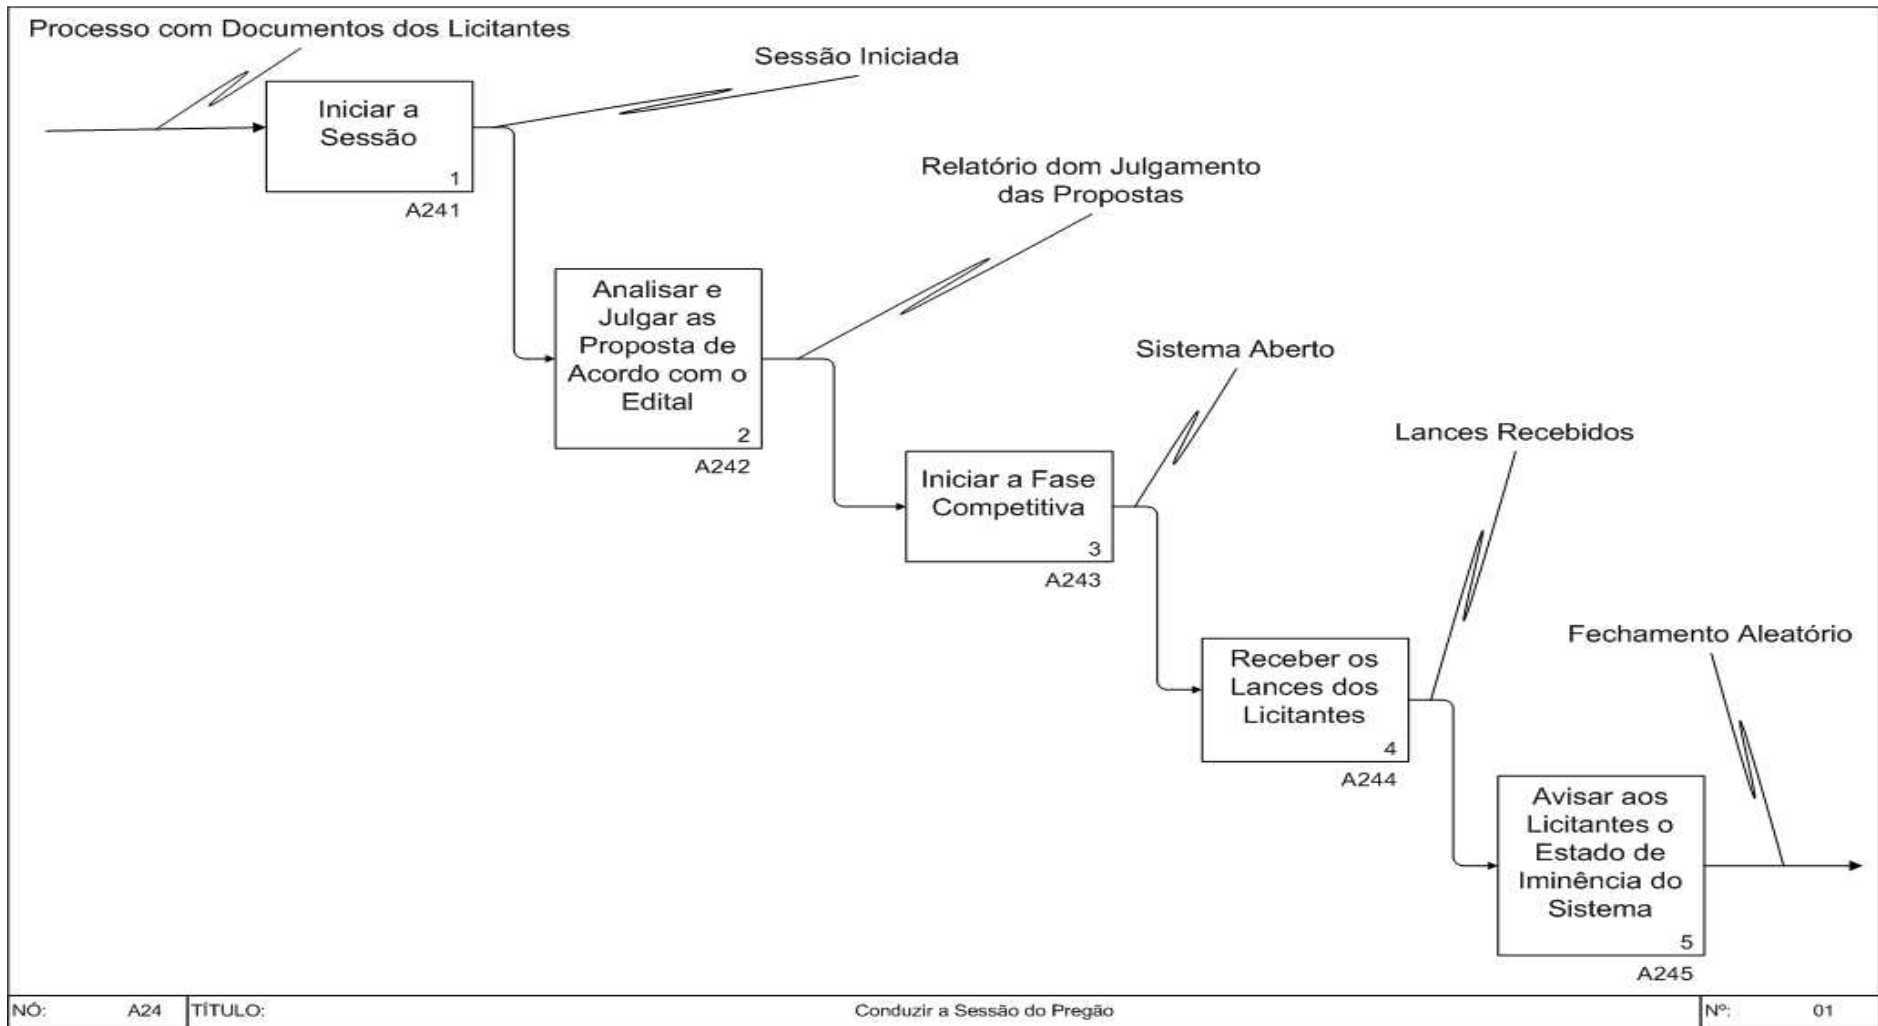 Processo com Documentos dos Licitantes
Sessão Iniciada
Iniciar a
Sessão
1
A241
Relatório dom Julgamento
das Propostas
Analisar e
Julgar as
Proposta de
Acordo com o
Edital
2
A242
Sistema Aberto
Iniciar a Fase
Competitiva
3
A243
Lances Recebidos
Receber os
Lances dos
Licitantes
4
A244
Fechamento Aleatório
Avisar aos
Licitantes o
Estado de
Iminência do
Sistema
5
A245
NÓ: A24 TÍTULO: Conduzir a Sessão do Pregão Nº: 01